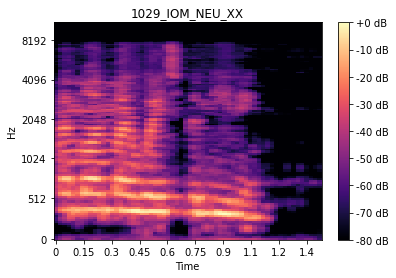 1029_IOM_NEU_XX
+0 dB
8192
-10 dB
4096
-20 dB
-30 dB
2048
Hz
-40 dB
1024
-50 dB
512
-60 dB
-70 dB
0
-80 dB
0 0.15 0.3 0.45 0.6 0.75 0.9 1.1 1.2 1.4
Time